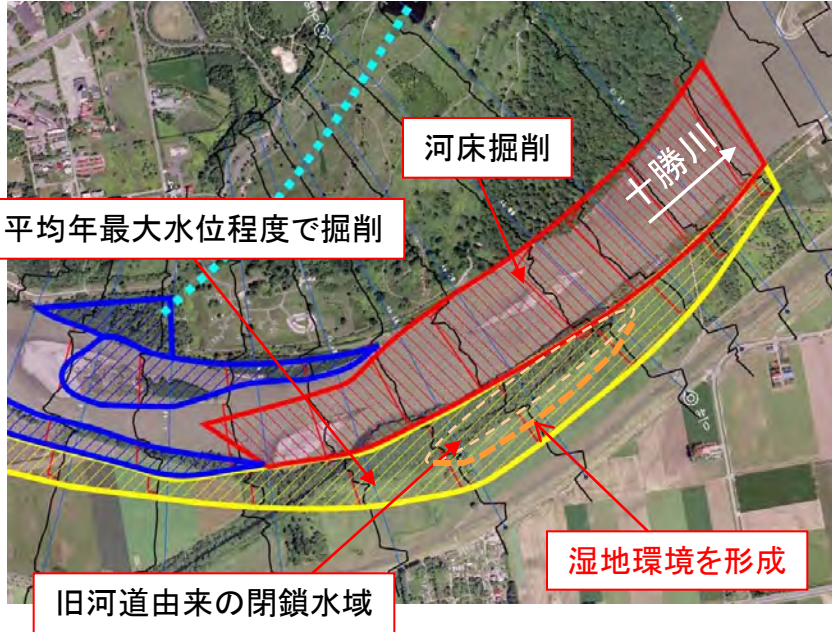 河床掘削
十勝川
平均年最大水位程度で掘削
湿地環境を形成
旧河道由来の閉鎖水域